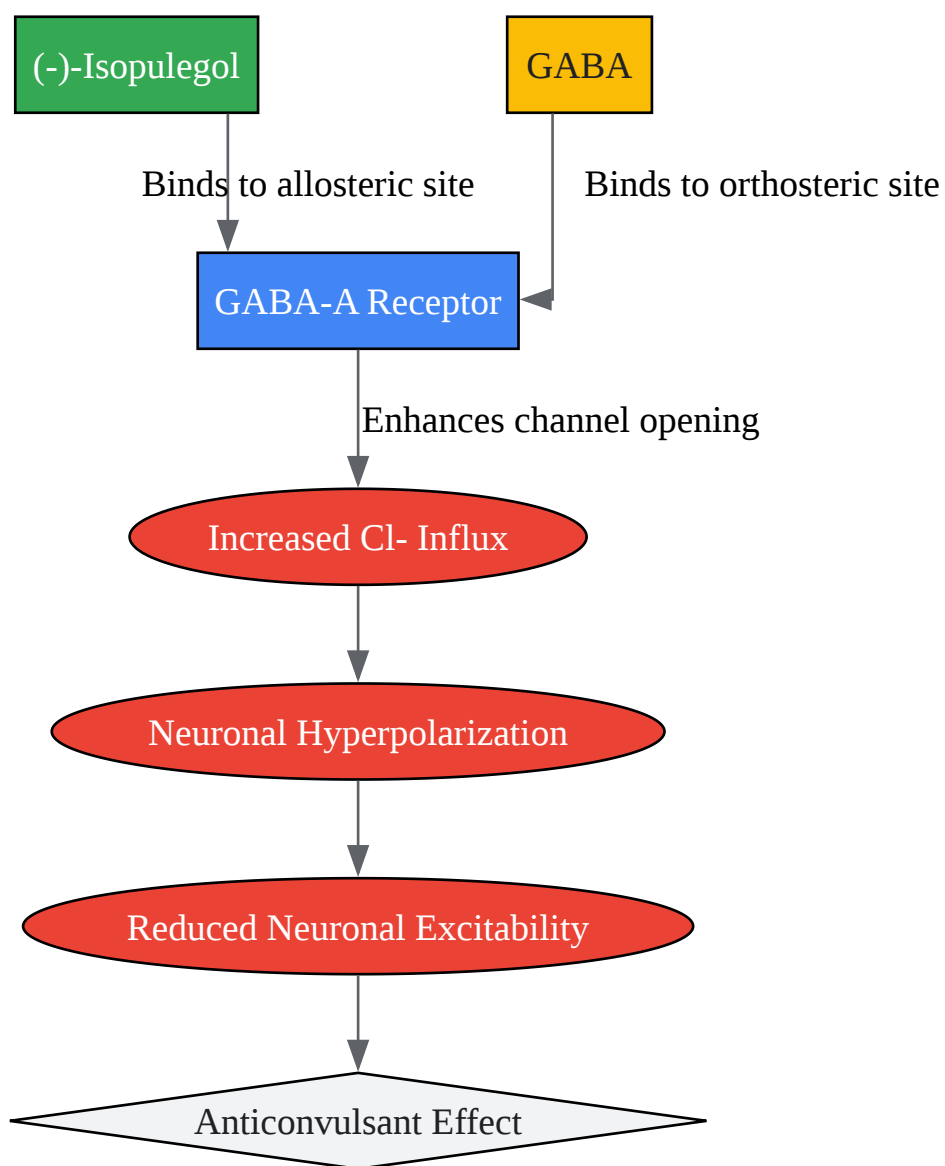 (-)-Isopulegol
GABA
Binds to allosteric site
Binds to orthosteric site
GABA-A Receptor
Enhances channel opening
Increased Cl- Influx
Neuronal Hyperpolarization
Reduced Neuronal Excitability
Anticonvulsant Effect